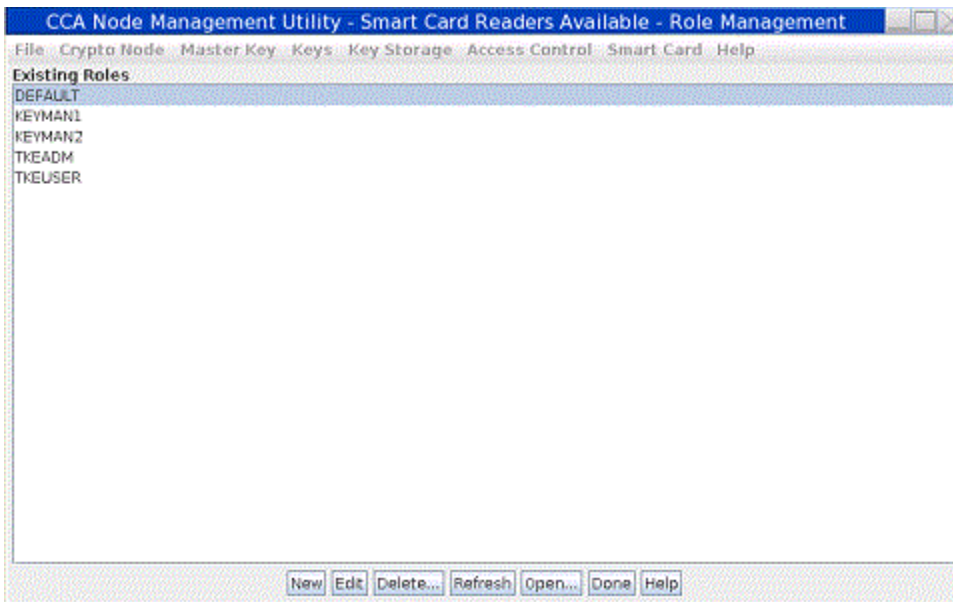 CCA Node Management Utility - Smart Card Readers Available - Role Management
File Crypto Node Master Key Keys Key Storage Access Control Smart Card Help
Existing Roles
DEFAULT
KEYMAN1
KEYMAN2
TKEADM
TKEUSER
New Edit Delete... Refresh Open... Done Help